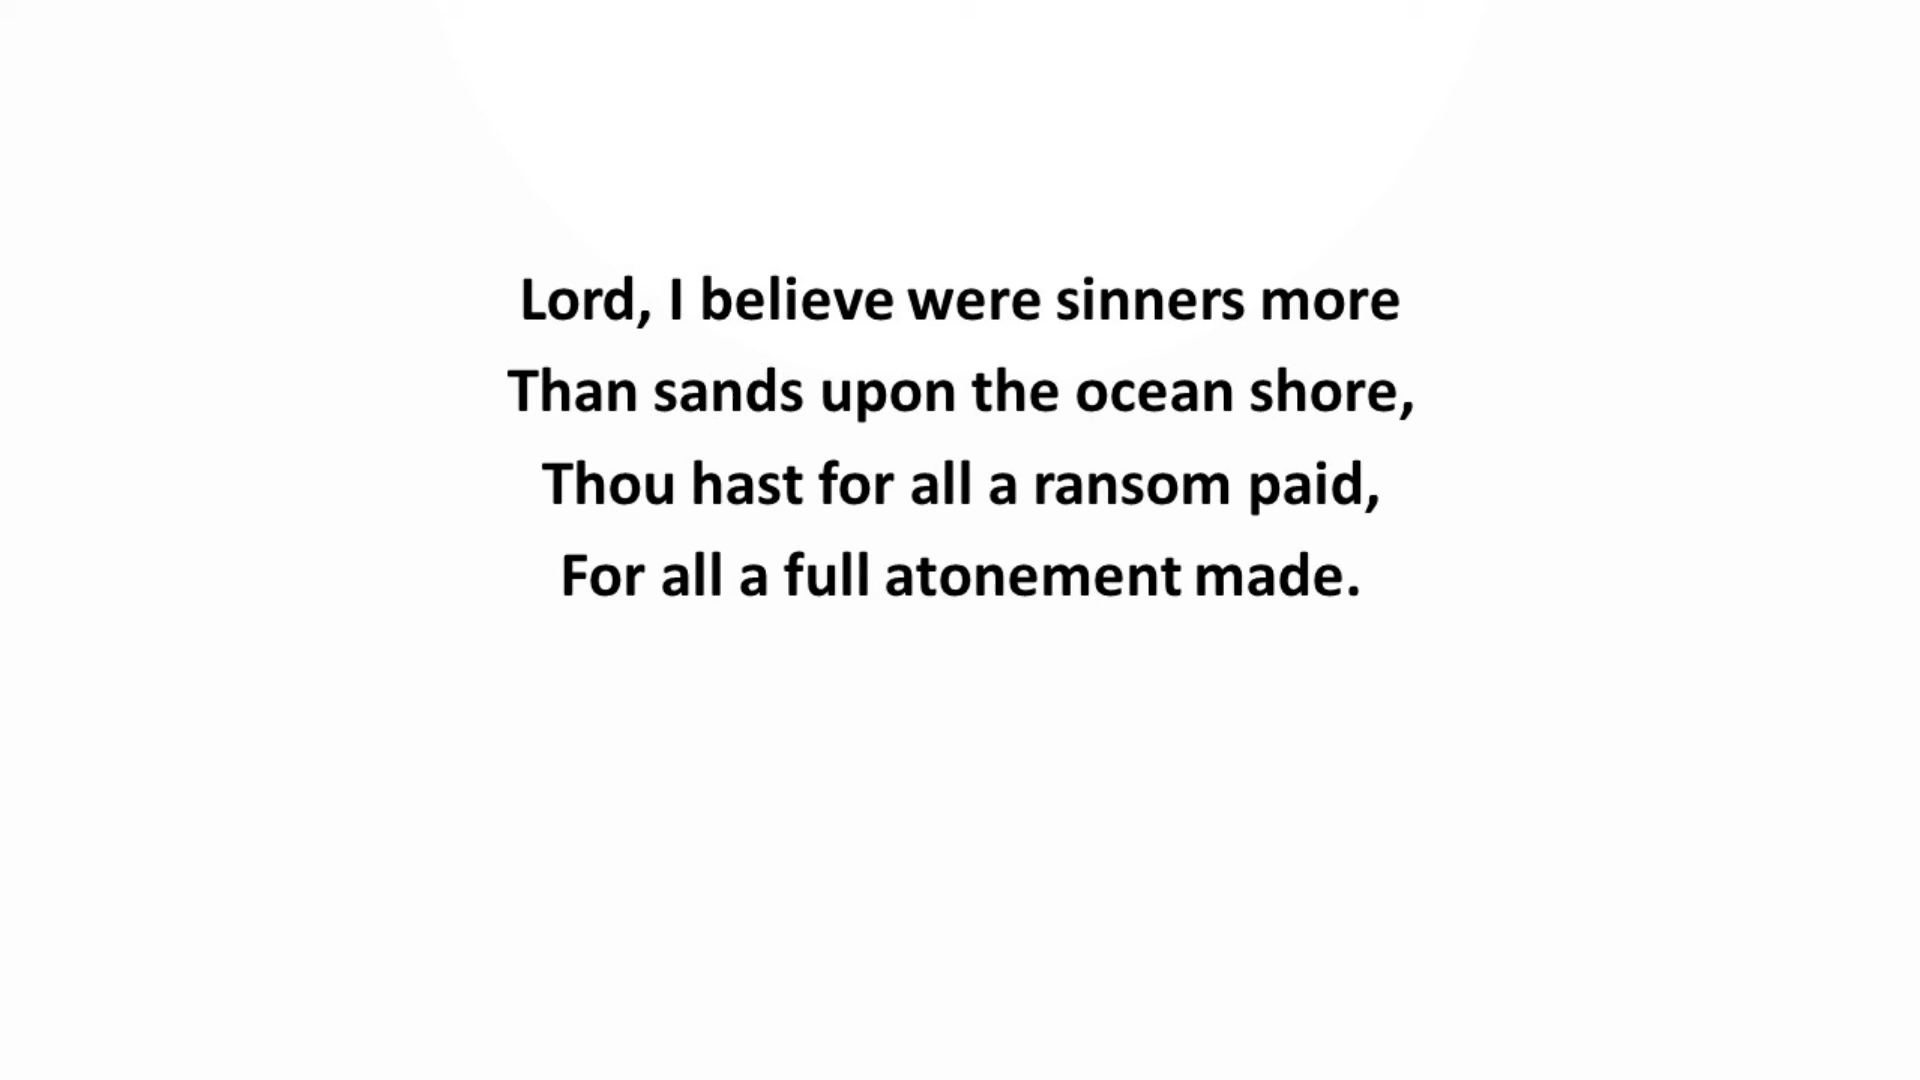 Lord, I believe were sinners more
Than sands upon the ocean shore,
Thou hast for all a ransom paid,
For all a full atonement made.